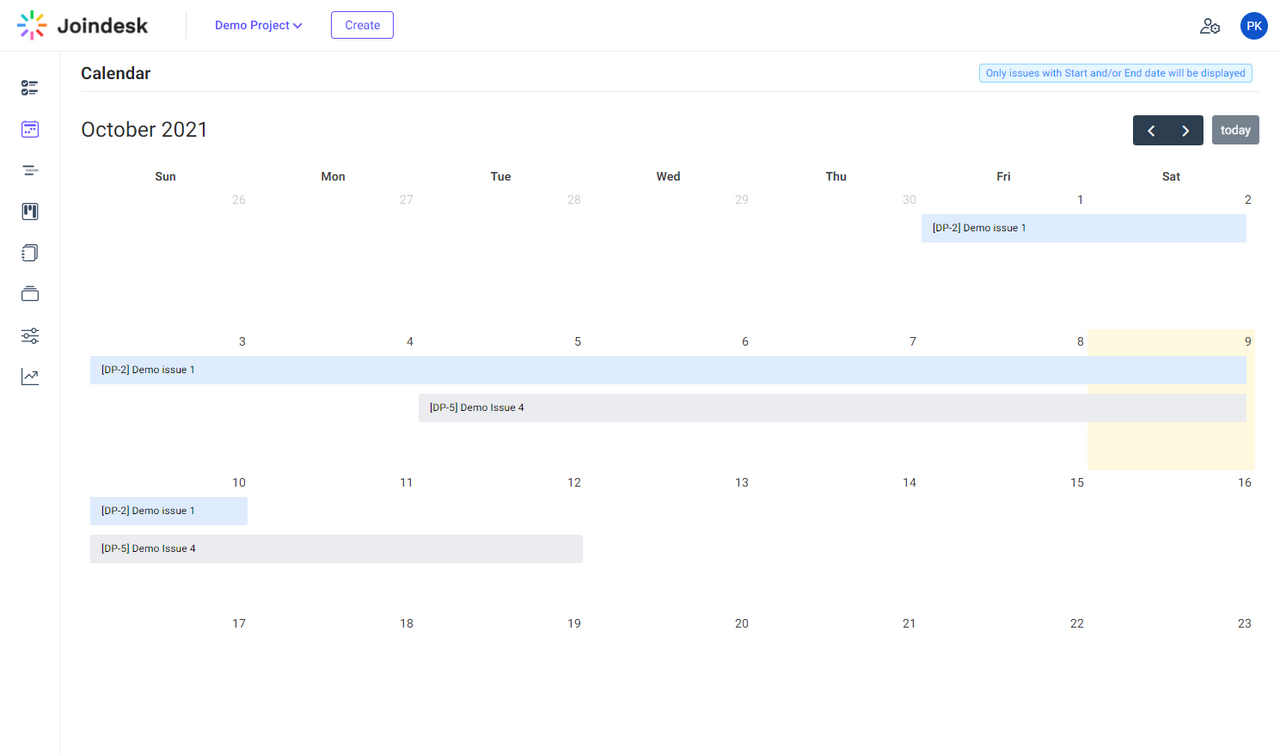 Joindesk
Demo Project
Create
PK
Calendar
Only issues with Start and/or End date will be displayed
October 2021
today
Sun Mon Tue Wed Thu Fri Sat
26 27 28 29 30 1 2
[DP-2] Demo issue 1
3 4 5 6 7 8 9
[DP-2] Demo issue 1
[DP-5] Demo Issue 4
10 11 12 13 14 15 16
[DP-2] Demo issue 1
[DP-5] Demo Issue 4
17 18 19 20 21 22 23